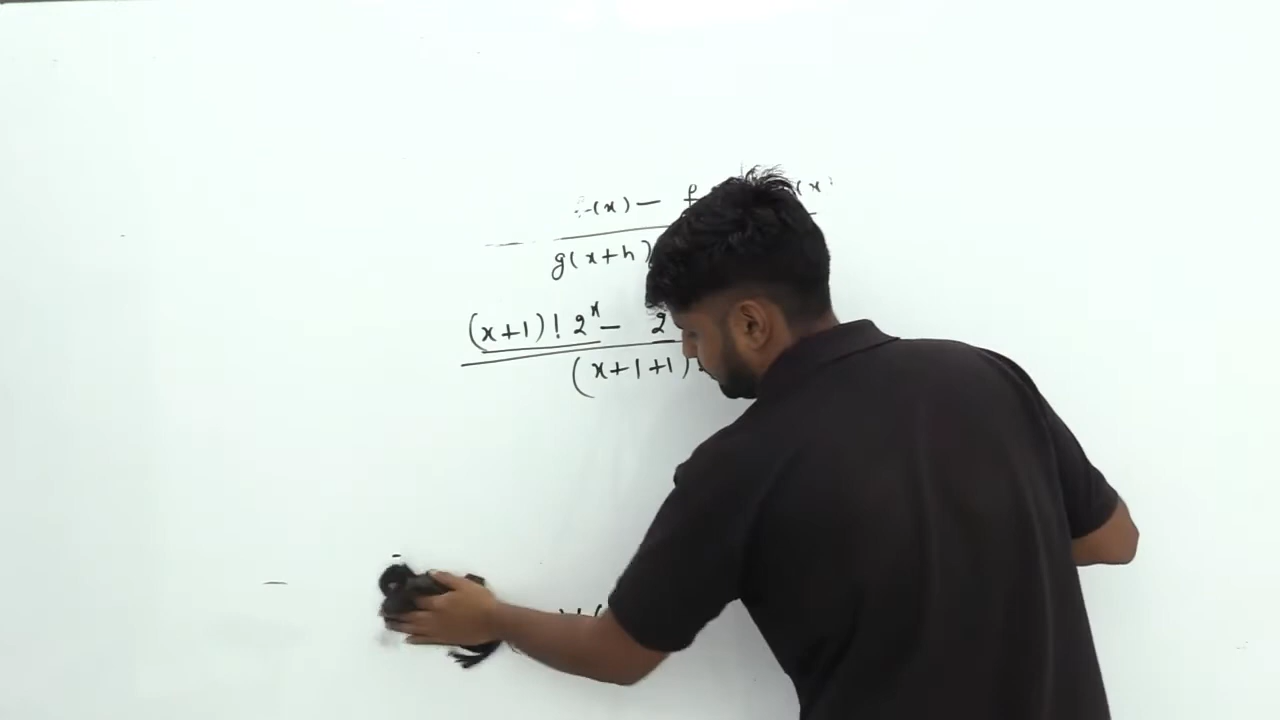 (x) − f (x
g(x+h)
(x+1)! 2^x − 2
(x+1+1)